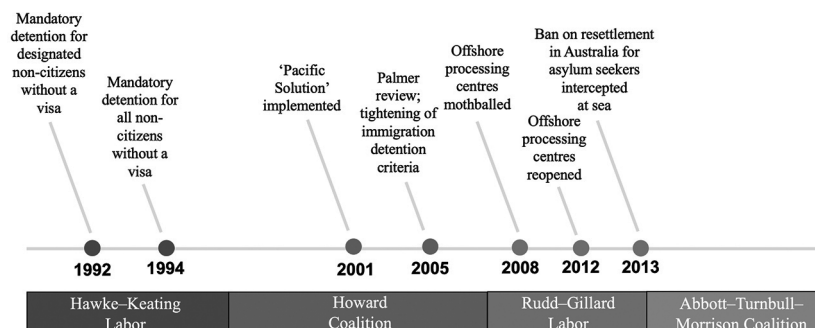 Mandatory
detention for
designated
non-citizens
without a
visa
Mandatory
detention for
all non-
citizens
without a
visa
‘Pacific
Solution’
implemented
Palmer
review;
tightening of
immigration
detention
criteria
Offshore
processing
centres
mothballed
Offshore
processing
centres
reopened
Ban on resettlement
in Australia for
asylum seekers
intercepted
at sea
1992
1994
2001
2005
2008
2012
2013
Hawke–Keating
Labor
Howard
Coalition
Rudd–Gillard
Labor
Abbott–Turnbull–
Morrison Coalition